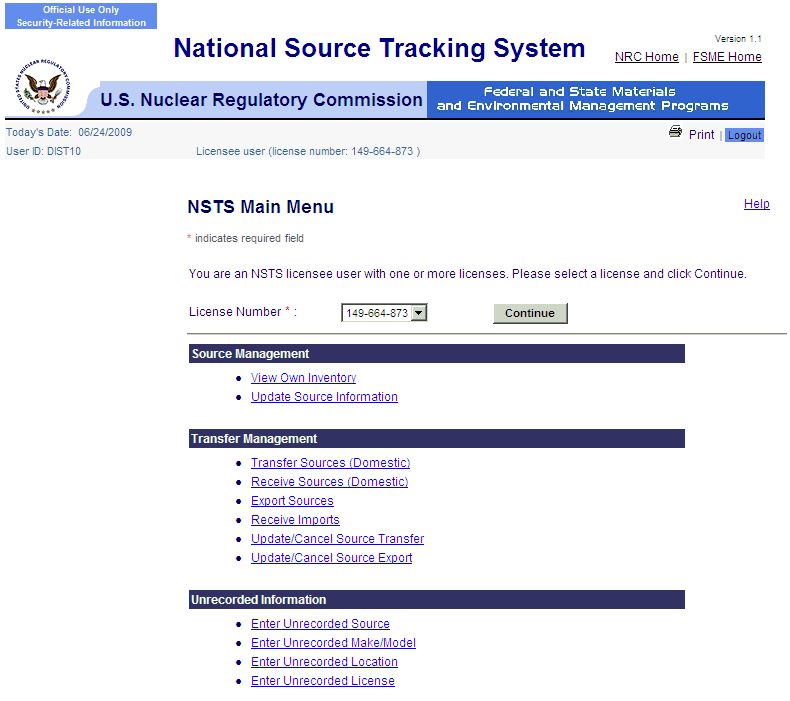 Official Use Only
Security-Related Information
National Source Tracking System
Version 1.1
NRC Home | FSME Home
UNITED STATES NUCLEAR REGULATORY COMMISSION
U.S. Nuclear Regulatory Commission
Federal and State Materials
and Environmental Management Programs
Today's Date: 06/24/2009
Print | Logout
User ID: DIST10
Licensee user (license number: 149-664-873 )
NSTS Main Menu
Help
* indicates required field
You are an NSTS licensee user with one or more licenses. Please select a license and click Continue.
License Number * :
149-664-873
Continue
Source Management
• View Own Inventory
• Update Source Information
Transfer Management
• Transfer Sources (Domestic)
• Receive Sources (Domestic)
• Export Sources
• Receive Imports
• Update/Cancel Source Transfer
• Update/Cancel Source Export
Unrecorded Information
• Enter Unrecorded Source
• Enter Unrecorded Make/Model
• Enter Unrecorded Location
• Enter Unrecorded License